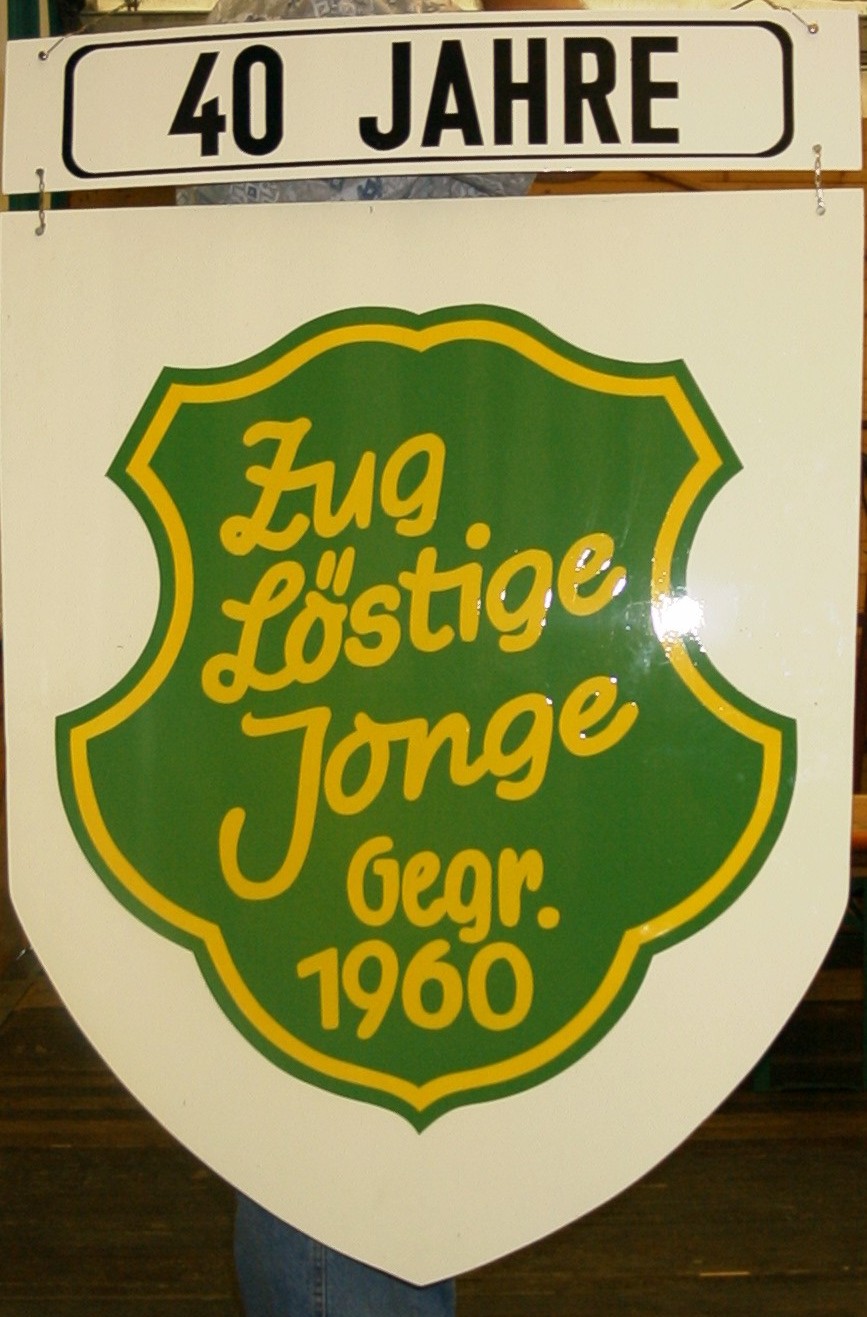 40 JAHRE
Zug
Löstige
Jonge
Gegr.
1960